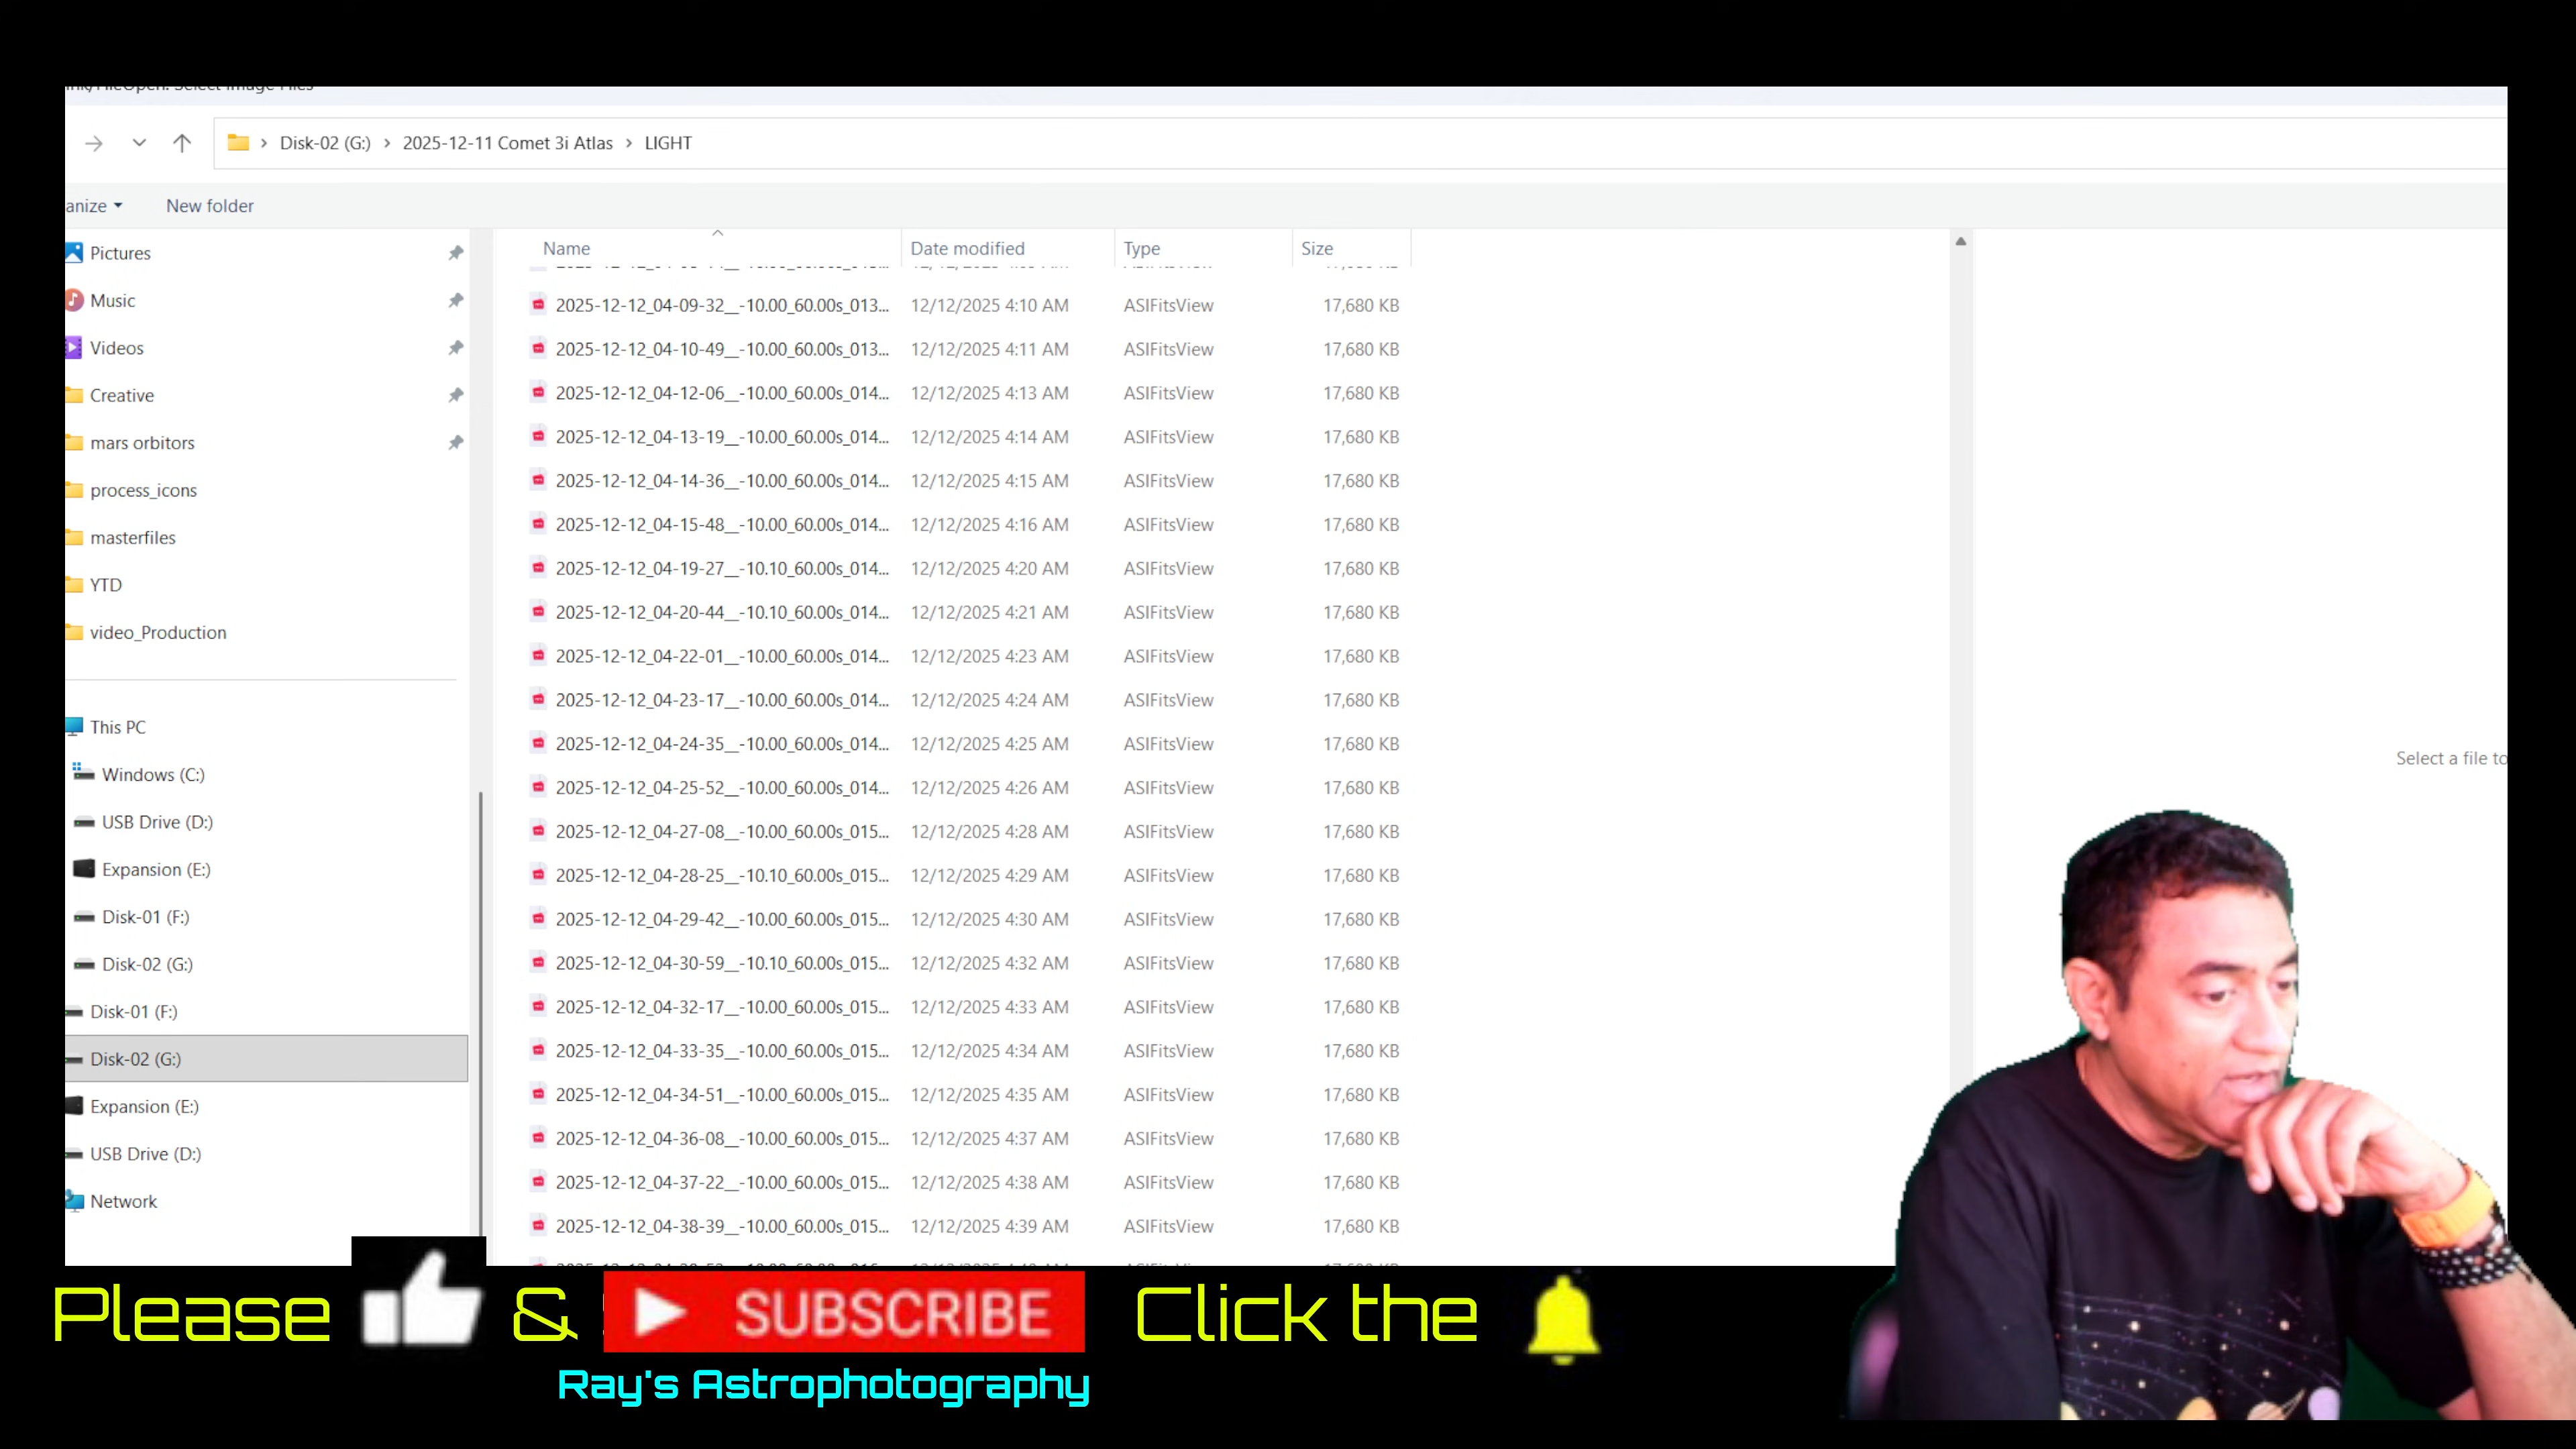 Disk-02 (G:) > 2025-12-11 Comet 3i Atlas > LIGHT
anize New folder
Name Date modified Type Size
Pictures
Music
Videos
Creative
mars orbitors
process_icons
masterfiles
YTD
video_Production
This PC
Windows (C:)
USB Drive (D:)
Expansion (E:)
Disk-01 (F:)
Disk-02 (G:)
Disk-01 (F:)
Disk-02 (G:)
Expansion (E:)
USB Drive (D:)
Network
2025-12-12_04-09-32__-10.00_60.00s_013... 12/12/2025 4:10 AM ASIFitsView 17,680 KB
2025-12-12_04-10-49__-10.00_60.00s_013... 12/12/2025 4:11 AM ASIFitsView 17,680 KB
2025-12-12_04-12-06__-10.00_60.00s_014... 12/12/2025 4:13 AM ASIFitsView 17,680 KB
2025-12-12_04-13-19__-10.00_60.00s_014... 12/12/2025 4:14 AM ASIFitsView 17,680 KB
2025-12-12_04-14-36__-10.00_60.00s_014... 12/12/2025 4:15 AM ASIFitsView 17,680 KB
2025-12-12_04-15-48__-10.00_60.00s_014... 12/12/2025 4:16 AM ASIFitsView 17,680 KB
2025-12-12_04-19-27__-10.10_60.00s_014... 12/12/2025 4:20 AM ASIFitsView 17,680 KB
2025-12-12_04-20-44__-10.10_60.00s_014... 12/12/2025 4:21 AM ASIFitsView 17,680 KB
2025-12-12_04-22-01__-10.00_60.00s_014... 12/12/2025 4:23 AM ASIFitsView 17,680 KB
2025-12-12_04-23-17__-10.00_60.00s_014... 12/12/2025 4:24 AM ASIFitsView 17,680 KB
2025-12-12_04-24-35__-10.00_60.00s_014... 12/12/2025 4:25 AM ASIFitsView 17,680 KB
2025-12-12_04-25-52__-10.00_60.00s_014... 12/12/2025 4:26 AM ASIFitsView 17,680 KB
2025-12-12_04-27-08__-10.00_60.00s_015... 12/12/2025 4:28 AM ASIFitsView 17,680 KB
2025-12-12_04-28-25__-10.10_60.00s_015... 12/12/2025 4:29 AM ASIFitsView 17,680 KB
2025-12-12_04-29-42__-10.00_60.00s_015... 12/12/2025 4:30 AM ASIFitsView 17,680 KB
2025-12-12_04-30-59__-10.10_60.00s_015... 12/12/2025 4:32 AM ASIFitsView 17,680 KB
2025-12-12_04-32-17__-10.00_60.00s_015... 12/12/2025 4:33 AM ASIFitsView 17,680 KB
2025-12-12_04-33-35__-10.00_60.00s_015... 12/12/2025 4:34 AM ASIFitsView 17,680 KB
2025-12-12_04-34-51__-10.00_60.00s_015... 12/12/2025 4:35 AM ASIFitsView 17,680 KB
2025-12-12_04-36-08__-10.00_60.00s_015... 12/12/2025 4:37 AM ASIFitsView 17,680 KB
2025-12-12_04-37-22__-10.00_60.00s_015... 12/12/2025 4:38 AM ASIFitsView 17,680 KB
2025-12-12_04-38-39__-10.00_60.00s_015... 12/12/2025 4:39 AM ASIFitsView 17,680 KB
Select a file to
Please & SUBSCRIBE Click the
Ray's Astrophotography